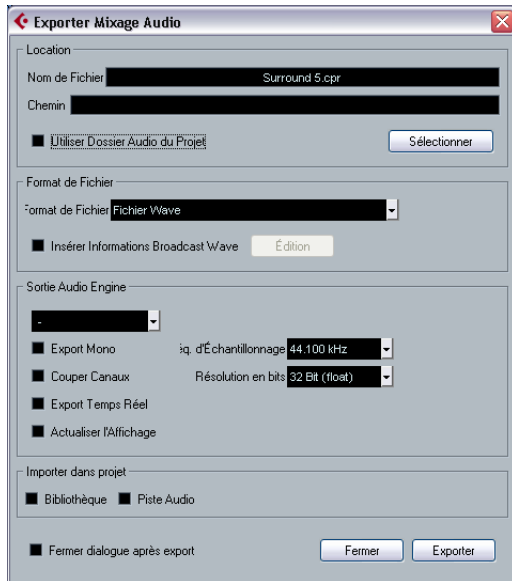 Exporter Mixage Audio
Location
Nom de Fichier Surround 5.cpr
Chemin
Utiliser Dossier Audio du Projet Sélectionner
Format de Fichier
Format de Fichier Fichier Wave
Insérer Informations Broadcast Wave Édition
Sortie Audio Engine
-
Export Mono éq. d'Échantillonnage 44.100 kHz
Couper Canaux Résolution en bits 32 Bit (float)
Export Temps Réel
Actualiser l'Affichage
Importer dans projet
Bibliothèque Piste Audio
Fermer dialogue après export Fermer Exporter